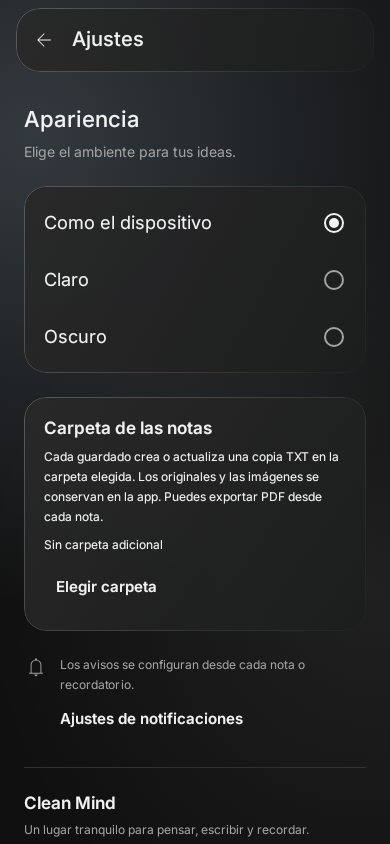 Ajustes
Apariencia
Elige el ambiente para tus ideas.
Como el dispositivo
Claro
Oscuro
Carpeta de las notas
Cada guardado crea o actualiza una copia TXT en la
carpeta elegida. Los originales y las imágenes se
conservan en la app. Puedes exportar PDF desde
cada nota.
Sin carpeta adicional
Elegir carpeta
Los avisos se configuran desde cada nota o
recordatorio.
Ajustes de notificaciones
Clean Mind
Un lugar tranquilo para pensar, escribir y recordar.